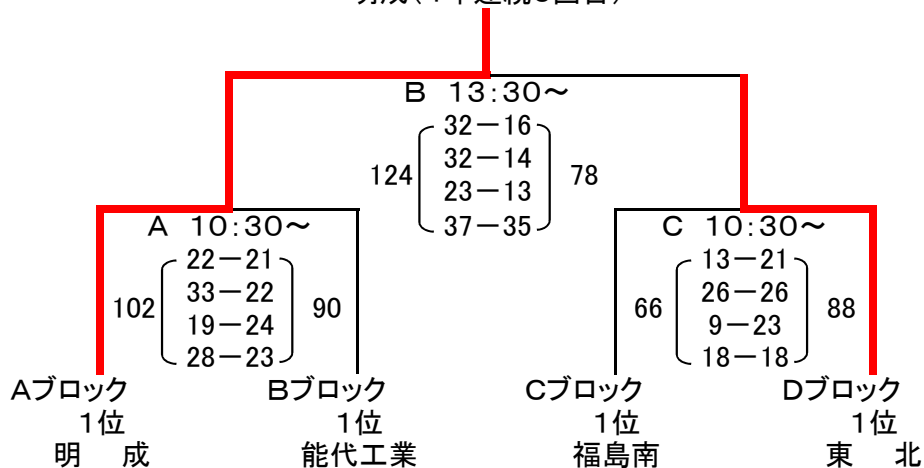 B 13:30～
32－16
32－14
124 23－13 78
37－35
A 10:30～ C 10:30～
22－21 13－21
33－22 26－26
102 19－24 90 66 9－23 88
28－23 18－18
Aブロック Bブロック Cブロック Dブロック
1位 1位 1位 1位
明 成 能代工業 福島南 東 北